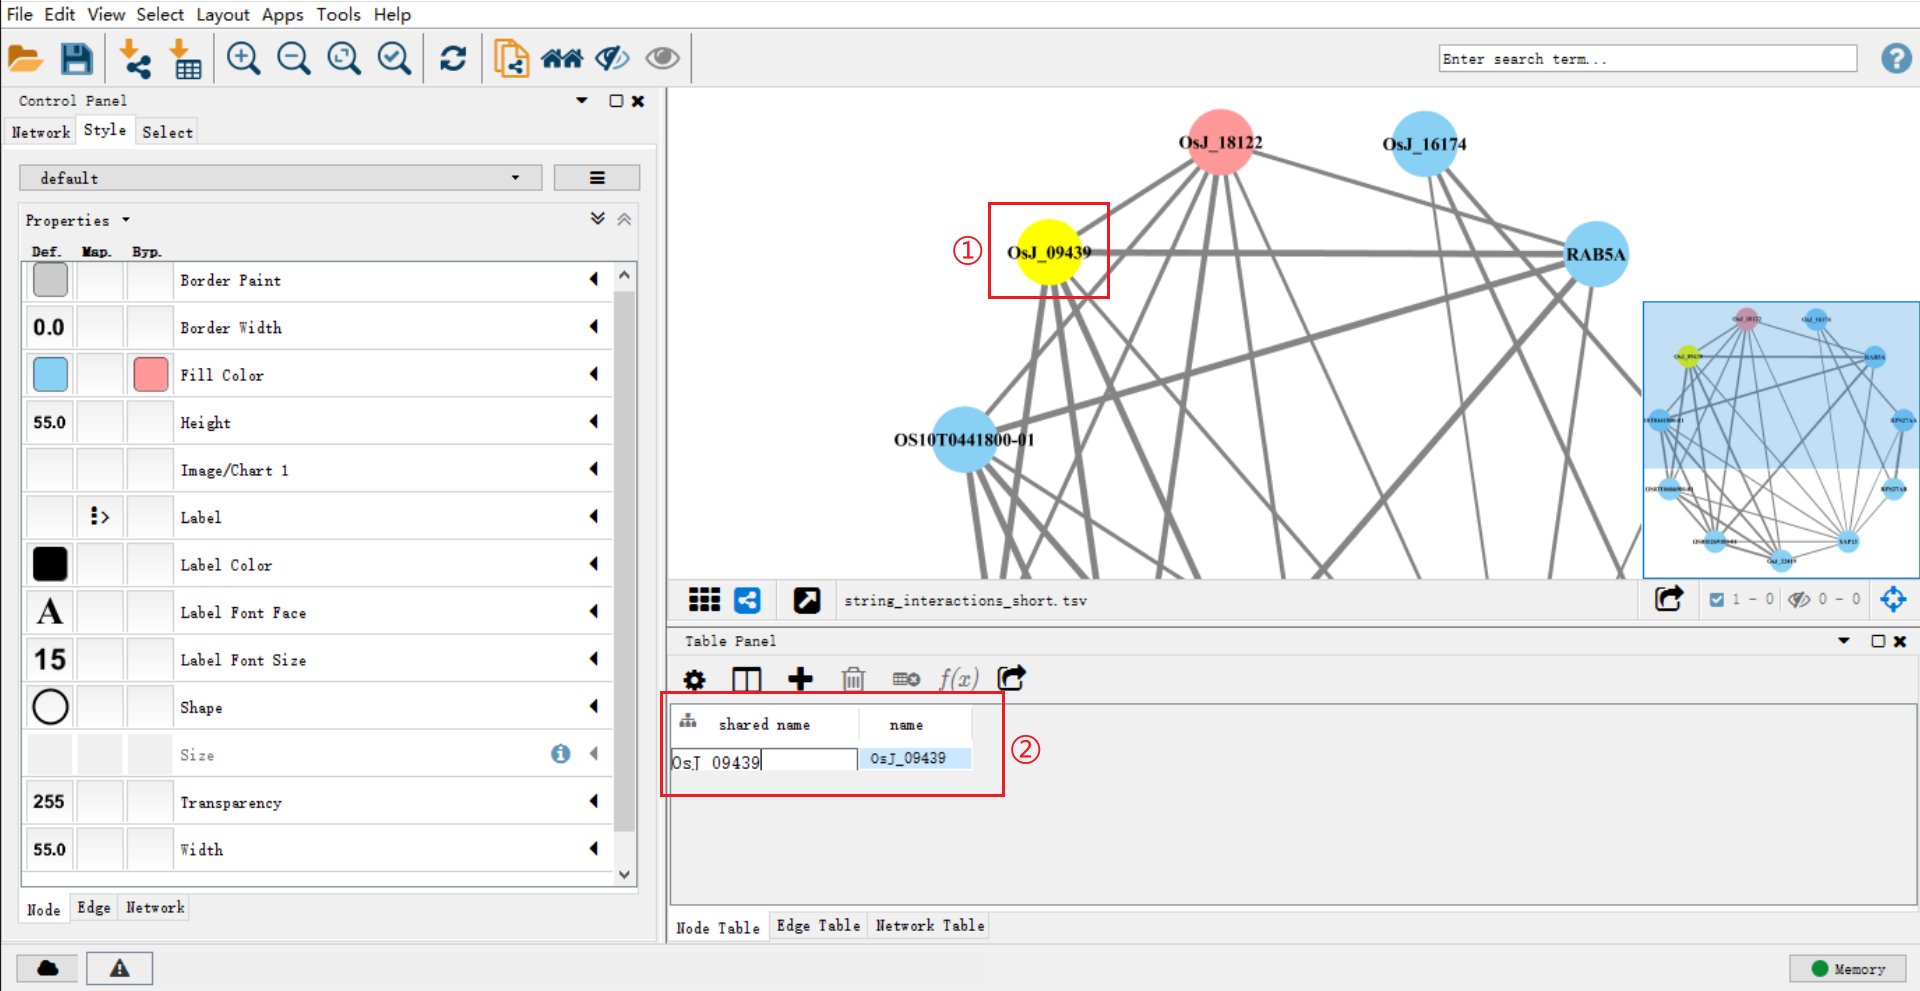 File Edit View Select Layout Apps Tools Help
Enter search term...
?
Control Panel
Network Style Select
default
Properties
Def. Map. Byp.
Border Paint
0.0 Border Width
Fill Color
55.0 Height
Image/Chart 1
Label
Label Color
A Label Font Face
15 Label Font Size
Shape
Size
255 Transparency
55.0 Width
Node Edge Network
OsJ_18122
OsJ_16174
① OsJ_09439
RAB5A
OS10T0441800-01
string_interactions_short.tsv
1 - 0 0 - 0
Table Panel
f(x)
shared name name
OsJ_09439 OsJ_09439
②
Node Table Edge Table Network Table
Memory